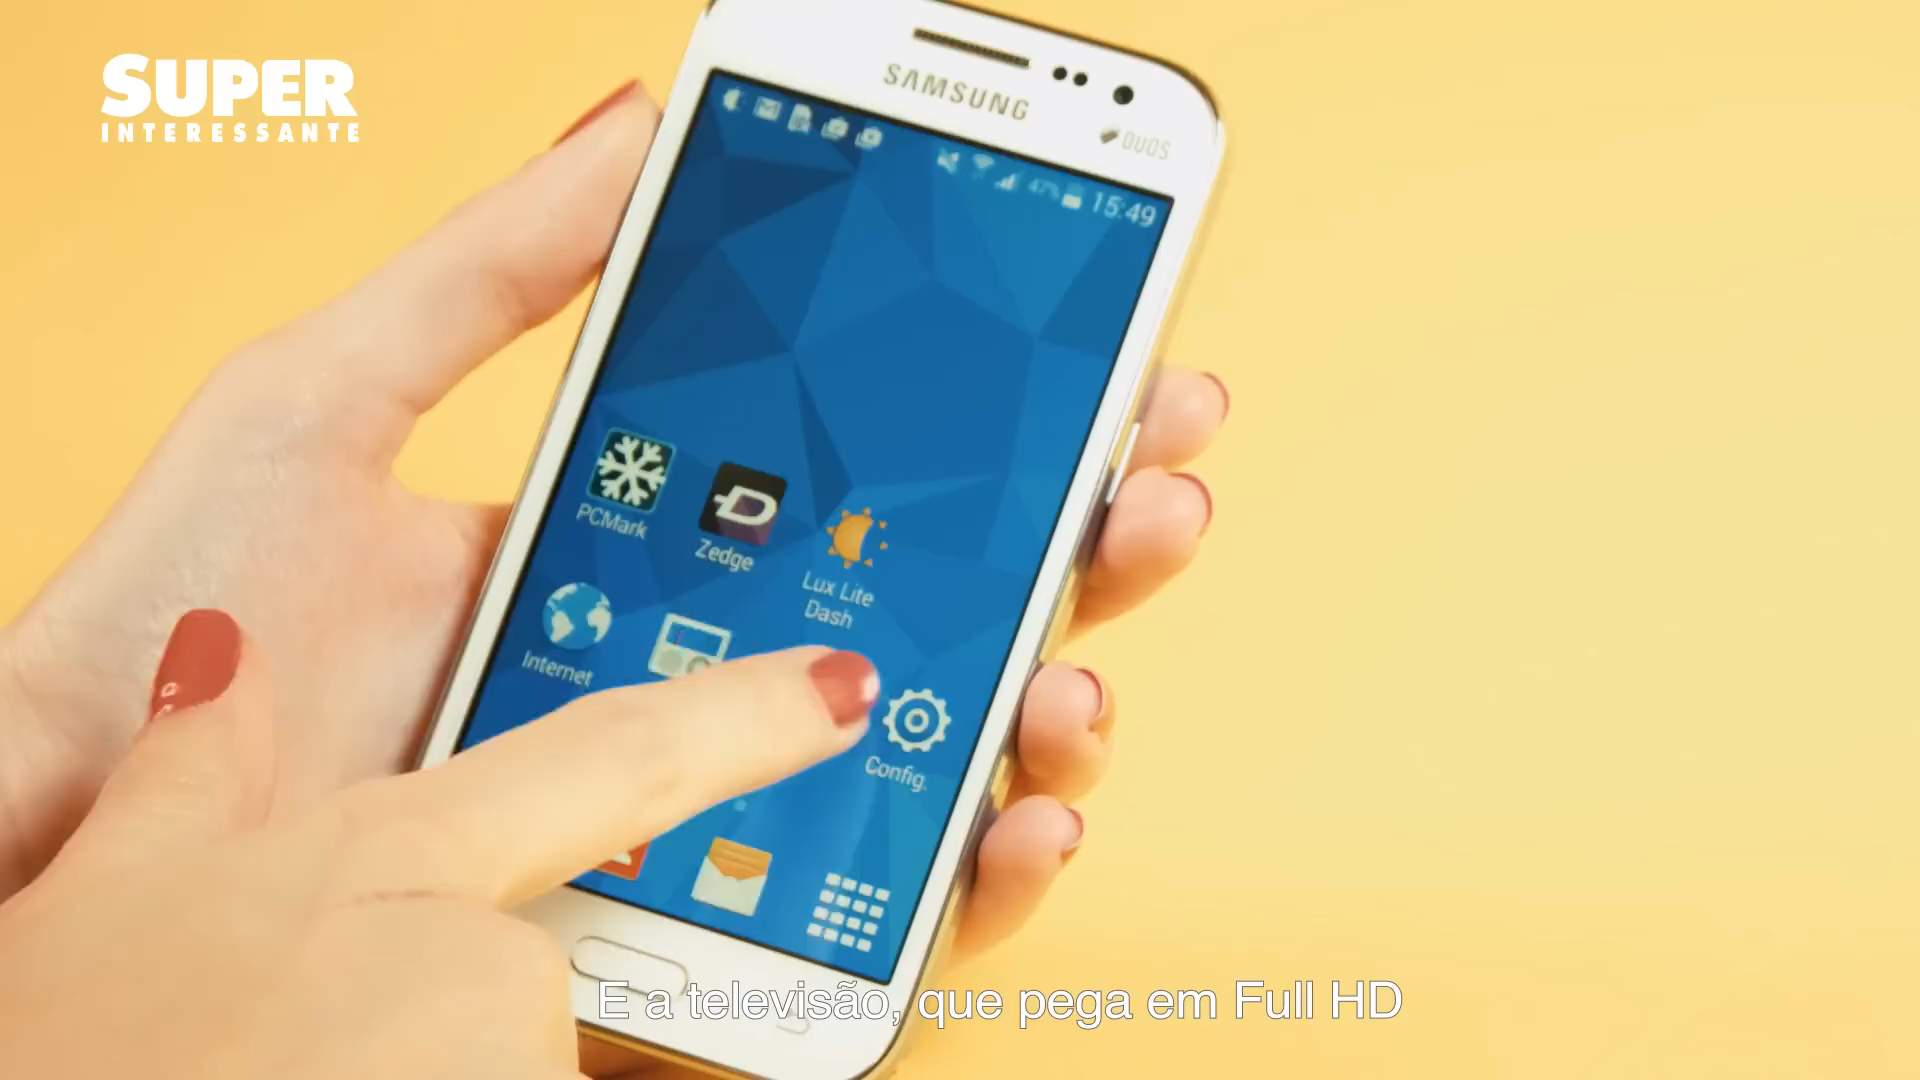 SUPER
INTERESSANTE
SAMSUNG
DUOS
47% 15:49
PCMark
Zedge
Lux Lite
Dash
Internet
Config.
E a televisão, que pega em Full HD